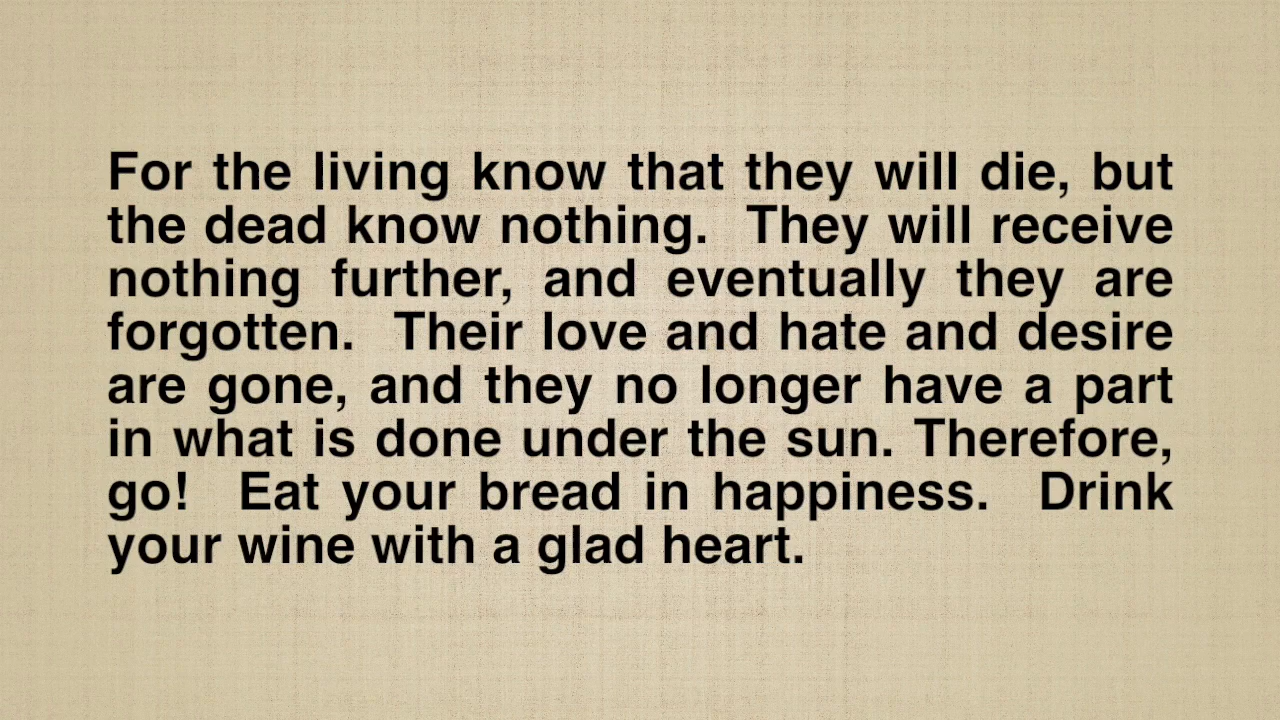 For the living know that they will die, but
the dead know nothing.  They will receive
nothing further, and eventually they are
forgotten.  Their love and hate and desire
are gone, and they no longer have a part
in what is done under the sun. Therefore,
go!  Eat your bread in happiness.  Drink
your wine with a glad heart.